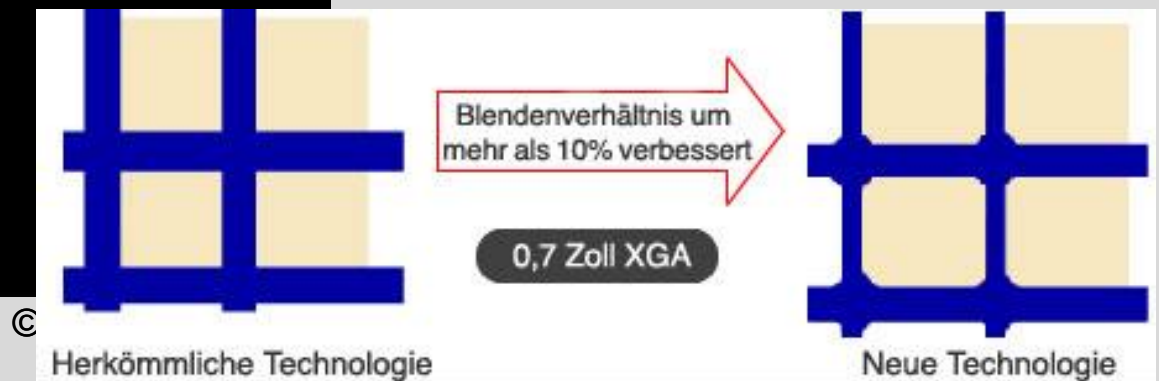 Blendenverhältnis um
mehr als 10% verbessert
0,7 Zoll XGA
©
Herkömmliche Technologie
Neue Technologie